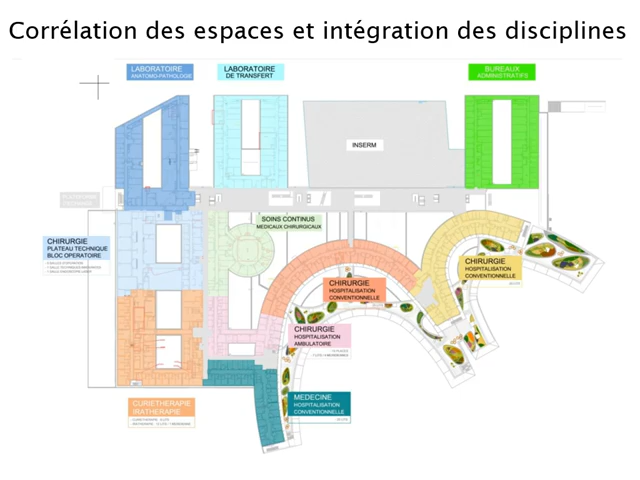 Corrélation des espaces et intégration des disciplines
LABORATOIRE
ANATOMO-PATHOLOGIE
LABORATOIRE
DE TRANSFERT
BUREAUX
ADMINISTRATIFS
INSERM
CHIRURGIE
PLATEAU TECHNIQUE
BLOC OPERATOIRE
SOINS CONTINUS
MEDICAUX CHIRURGICAUX
CHIRURGIE
HOSPITALISATION
CONVENTIONNELLE
CHIRURGIE
HOSPITALISATION
CONVENTIONNELLE
CHIRURGIE
HOSPITALISATION
AMBULATOIRE
CURIETHERAPIE
IRATHERAPIE
MEDECINE
HOSPITALISATION
CONVENTIONNELLE